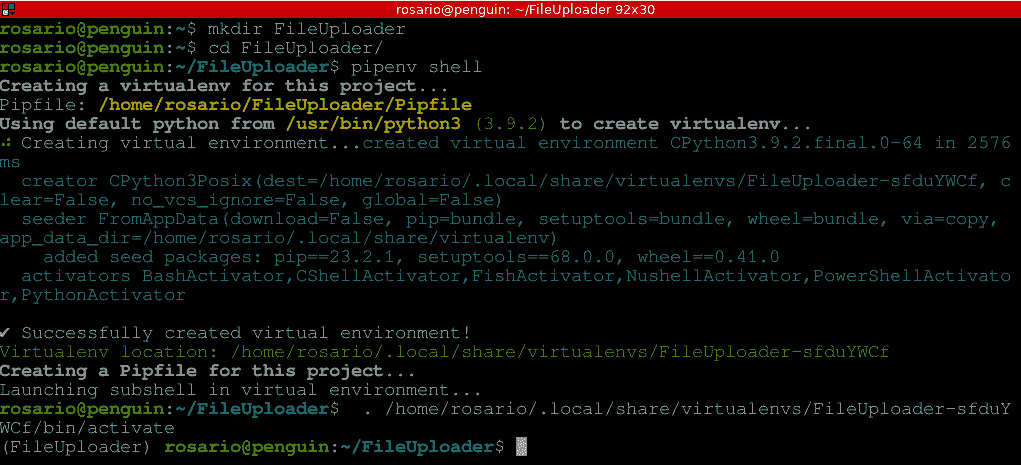 rosario@penguin: ~/FileUploader 92x30
rosario@penguin:~$ mkdir FileUploader
rosario@penguin:~$ cd FileUploader/
rosario@penguin:~/FileUploader$ pipenv shell
Creating a virtualenv for this project...
Pipfile: /home/rosario/FileUploader/Pipfile
Using default python from /usr/bin/python3 (3.9.2) to create virtualenv...
⠼ Creating virtual environment...created virtual environment CPython3.9.2.final.0-64 in 2576
ms
  creator CPython3Posix(dest=/home/rosario/.local/share/virtualenvs/FileUploader-sfduYWCf, c
lear=False, no_vcs_ignore=False, global=False)
  seeder FromAppData(download=False, pip=bundle, setuptools=bundle, wheel=bundle, via=copy,
app_data_dir=/home/rosario/.local/share/virtualenv)
    added seed packages: pip==23.2.1, setuptools==68.0.0, wheel==0.41.0
  activators BashActivator,CShellActivator,FishActivator,NushellActivator,PowerShellActivato
r,PythonActivator
✔ Successfully created virtual environment!
Virtualenv location: /home/rosario/.local/share/virtualenvs/FileUploader-sfduYWCf
Creating a Pipfile for this project...
Launching subshell in virtual environment...
rosario@penguin:~/FileUploader$  . /home/rosario/.local/share/virtualenvs/FileUploader-sfduY
WCf/bin/activate
(FileUploader) rosario@penguin:~/FileUploader$